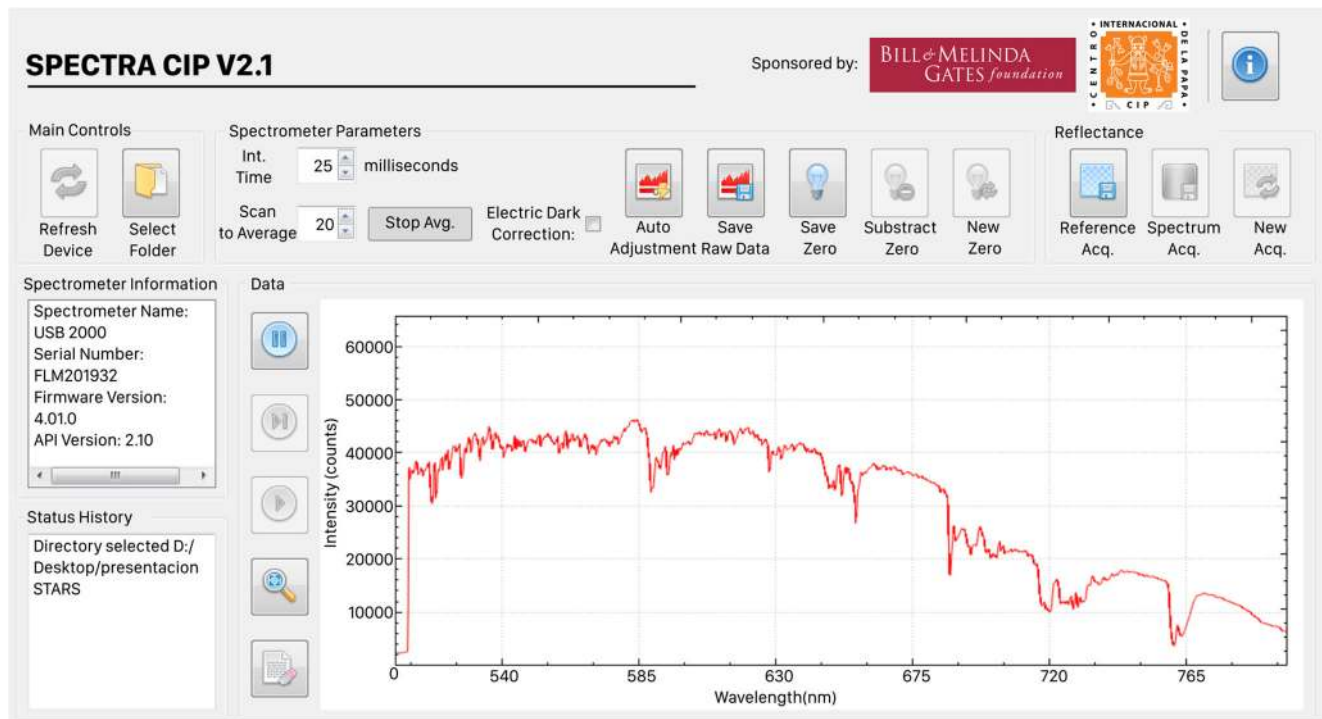 SPECTRA CIP V2.1
Sponsored by:
BILL & MELINDA
GATES foundation
• INTERNACIONAL •
CENTRO
DE LA PAPA
• CIP •
Main Controls
Refresh
Device
Select
Folder
Spectrometer Parameters
Int.
Time
25
milliseconds
Scan
to Average
20
Stop Avg.
Electric Dark
Correction:
Auto
Adjustment
Save
Raw Data
Save
Zero
Substract
Zero
New
Zero
Reflectance
Reference
Acq.
Spectrum
Acq.
New
Acq.
Spectrometer Information
Spectrometer Name:
USB 2000
Serial Number:
FLM201932
Firmware Version:
4.01.0
API Version: 2.10
Status History
Directory selected D:/
Desktop/presentacion
STARS
Data
Intensity (counts)
60000
50000
40000
30000
20000
10000
0 540 585 630 675 720 765
Wavelength(nm)